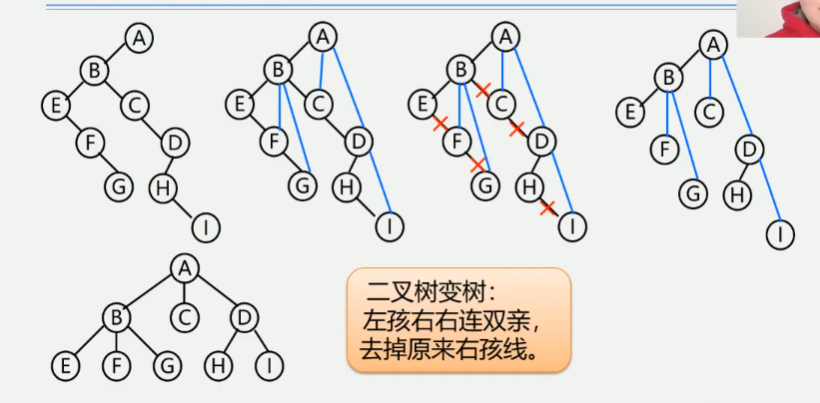 A A A A
B B B B
E C E C E C E C
F D F D F D F D
G H G H G H G H
I I I I
A
B C D
E F G H I
二叉树变树：
左孩右右连双亲，
去掉原来右孩线。